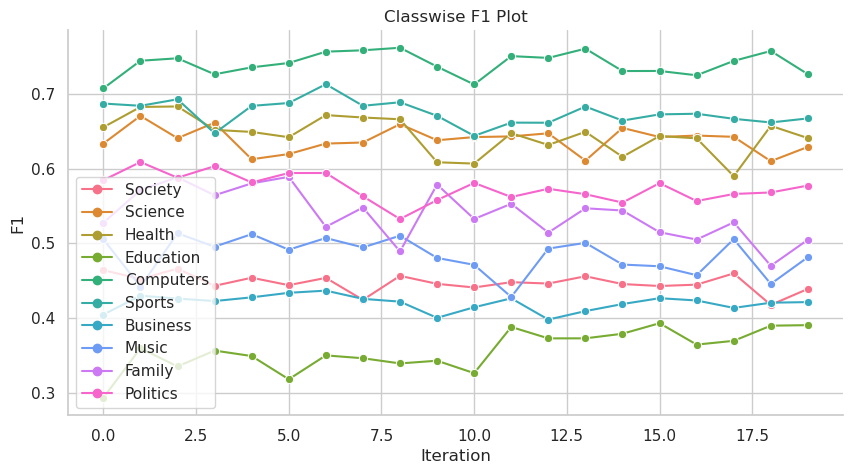 Classwise F1 Plot
F1
0.7
0.6
0.5
0.4
0.3
Society
Science
Health
Education
Computers
Sports
Business
Music
Family
Politics
0.0 2.5 5.0 7.5 10.0 12.5 15.0 17.5
Iteration